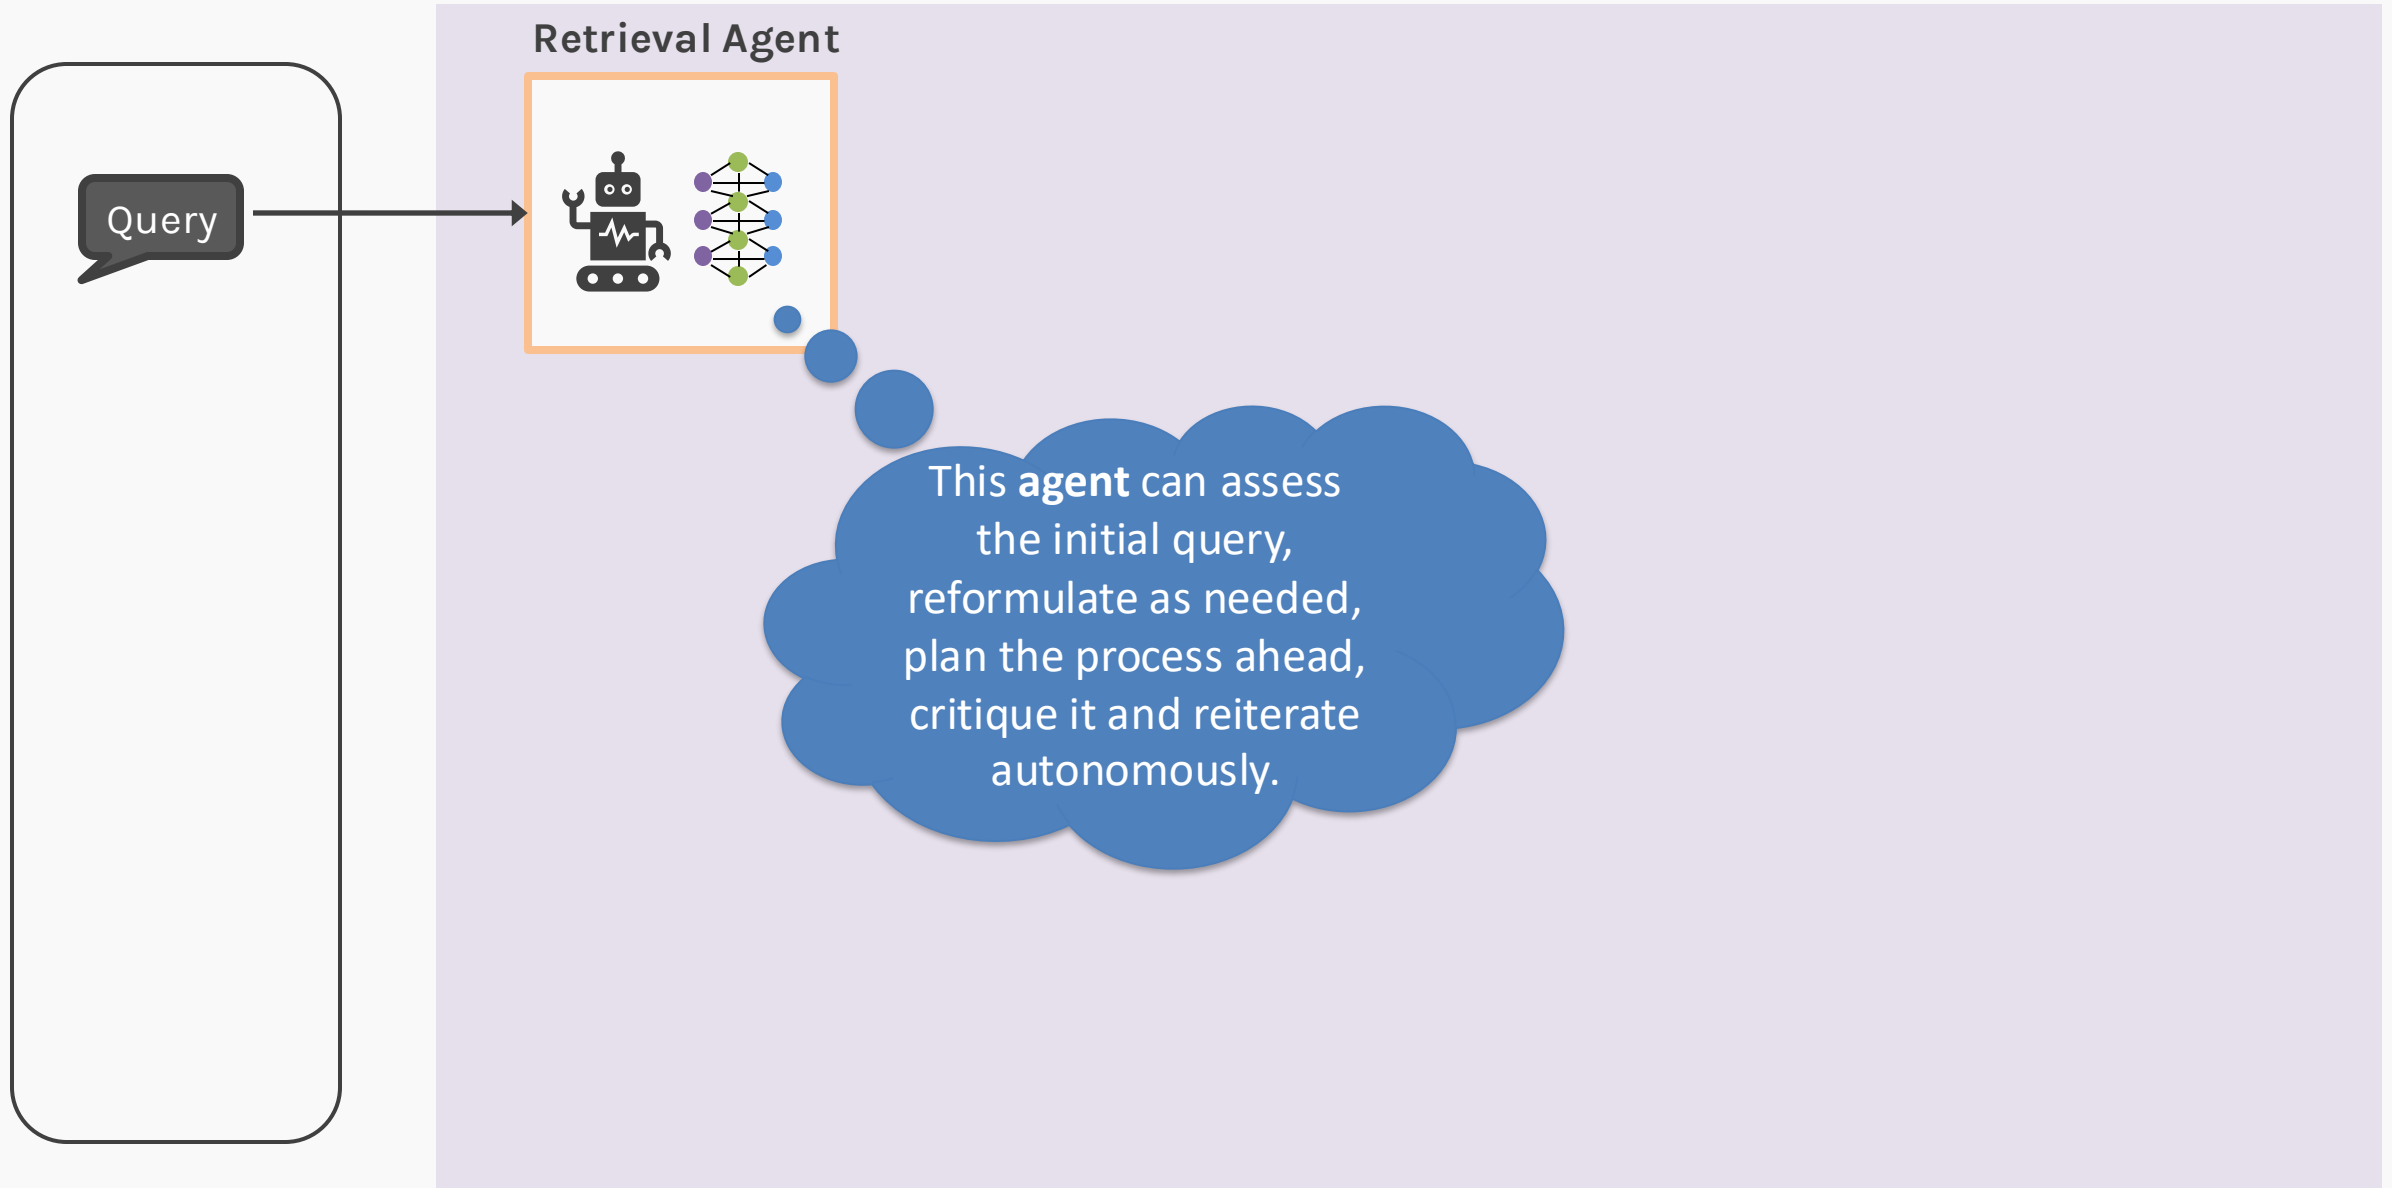 Retrieval Agent
Query
This agent can assess
the initial query,
reformulate as needed,
plan the process ahead,
critique it and reiterate
autonomously.